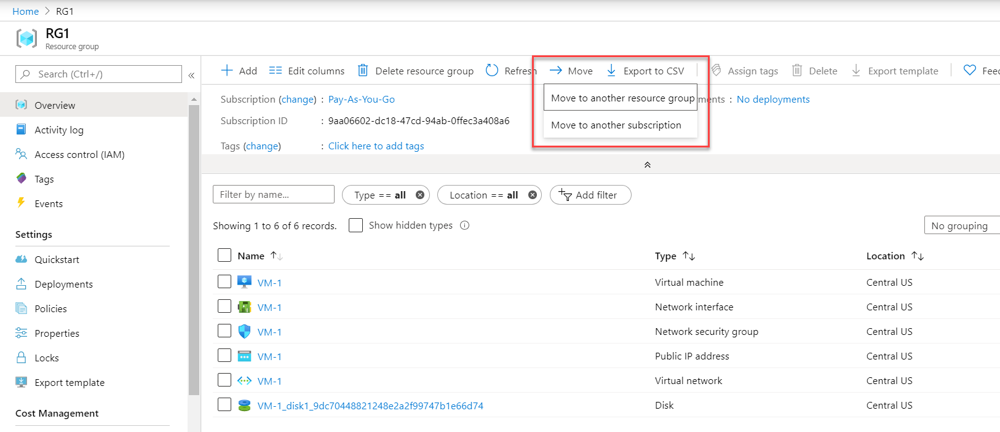 Home > RG1
RG1
Resource group
Search (Ctrl+/)
«
Overview
Activity log
Access control (IAM)
Tags
Events
Settings
Quickstart
Deployments
Policies
Properties
Locks
Export template
Cost Management
Add Edit columns Delete resource group Refresh Move Export to CSV Assign tags Delete Export template Feed
Move to another resource group
Move to another subscription
Subscription (change) : Pay-As-You-Go
ments : No deployments
Subscription ID : 9aa06602-dc18-47cd-94ab-0ffec3a408a6
Tags (change) : Click here to add tags
Filter by name... Type == all Location == all Add filter
Showing 1 to 6 of 6 records. Show hidden types
No grouping
Name ↑↓ Type ↑↓ Location ↑↓
VM-1 Virtual machine Central US
VM-1 Network interface Central US
VM-1 Network security group Central US
VM-1 Public IP address Central US
VM-1 Virtual network Central US
VM-1_disk1_9dc70448821248e2a2f99747b1e66d74 Disk Central US